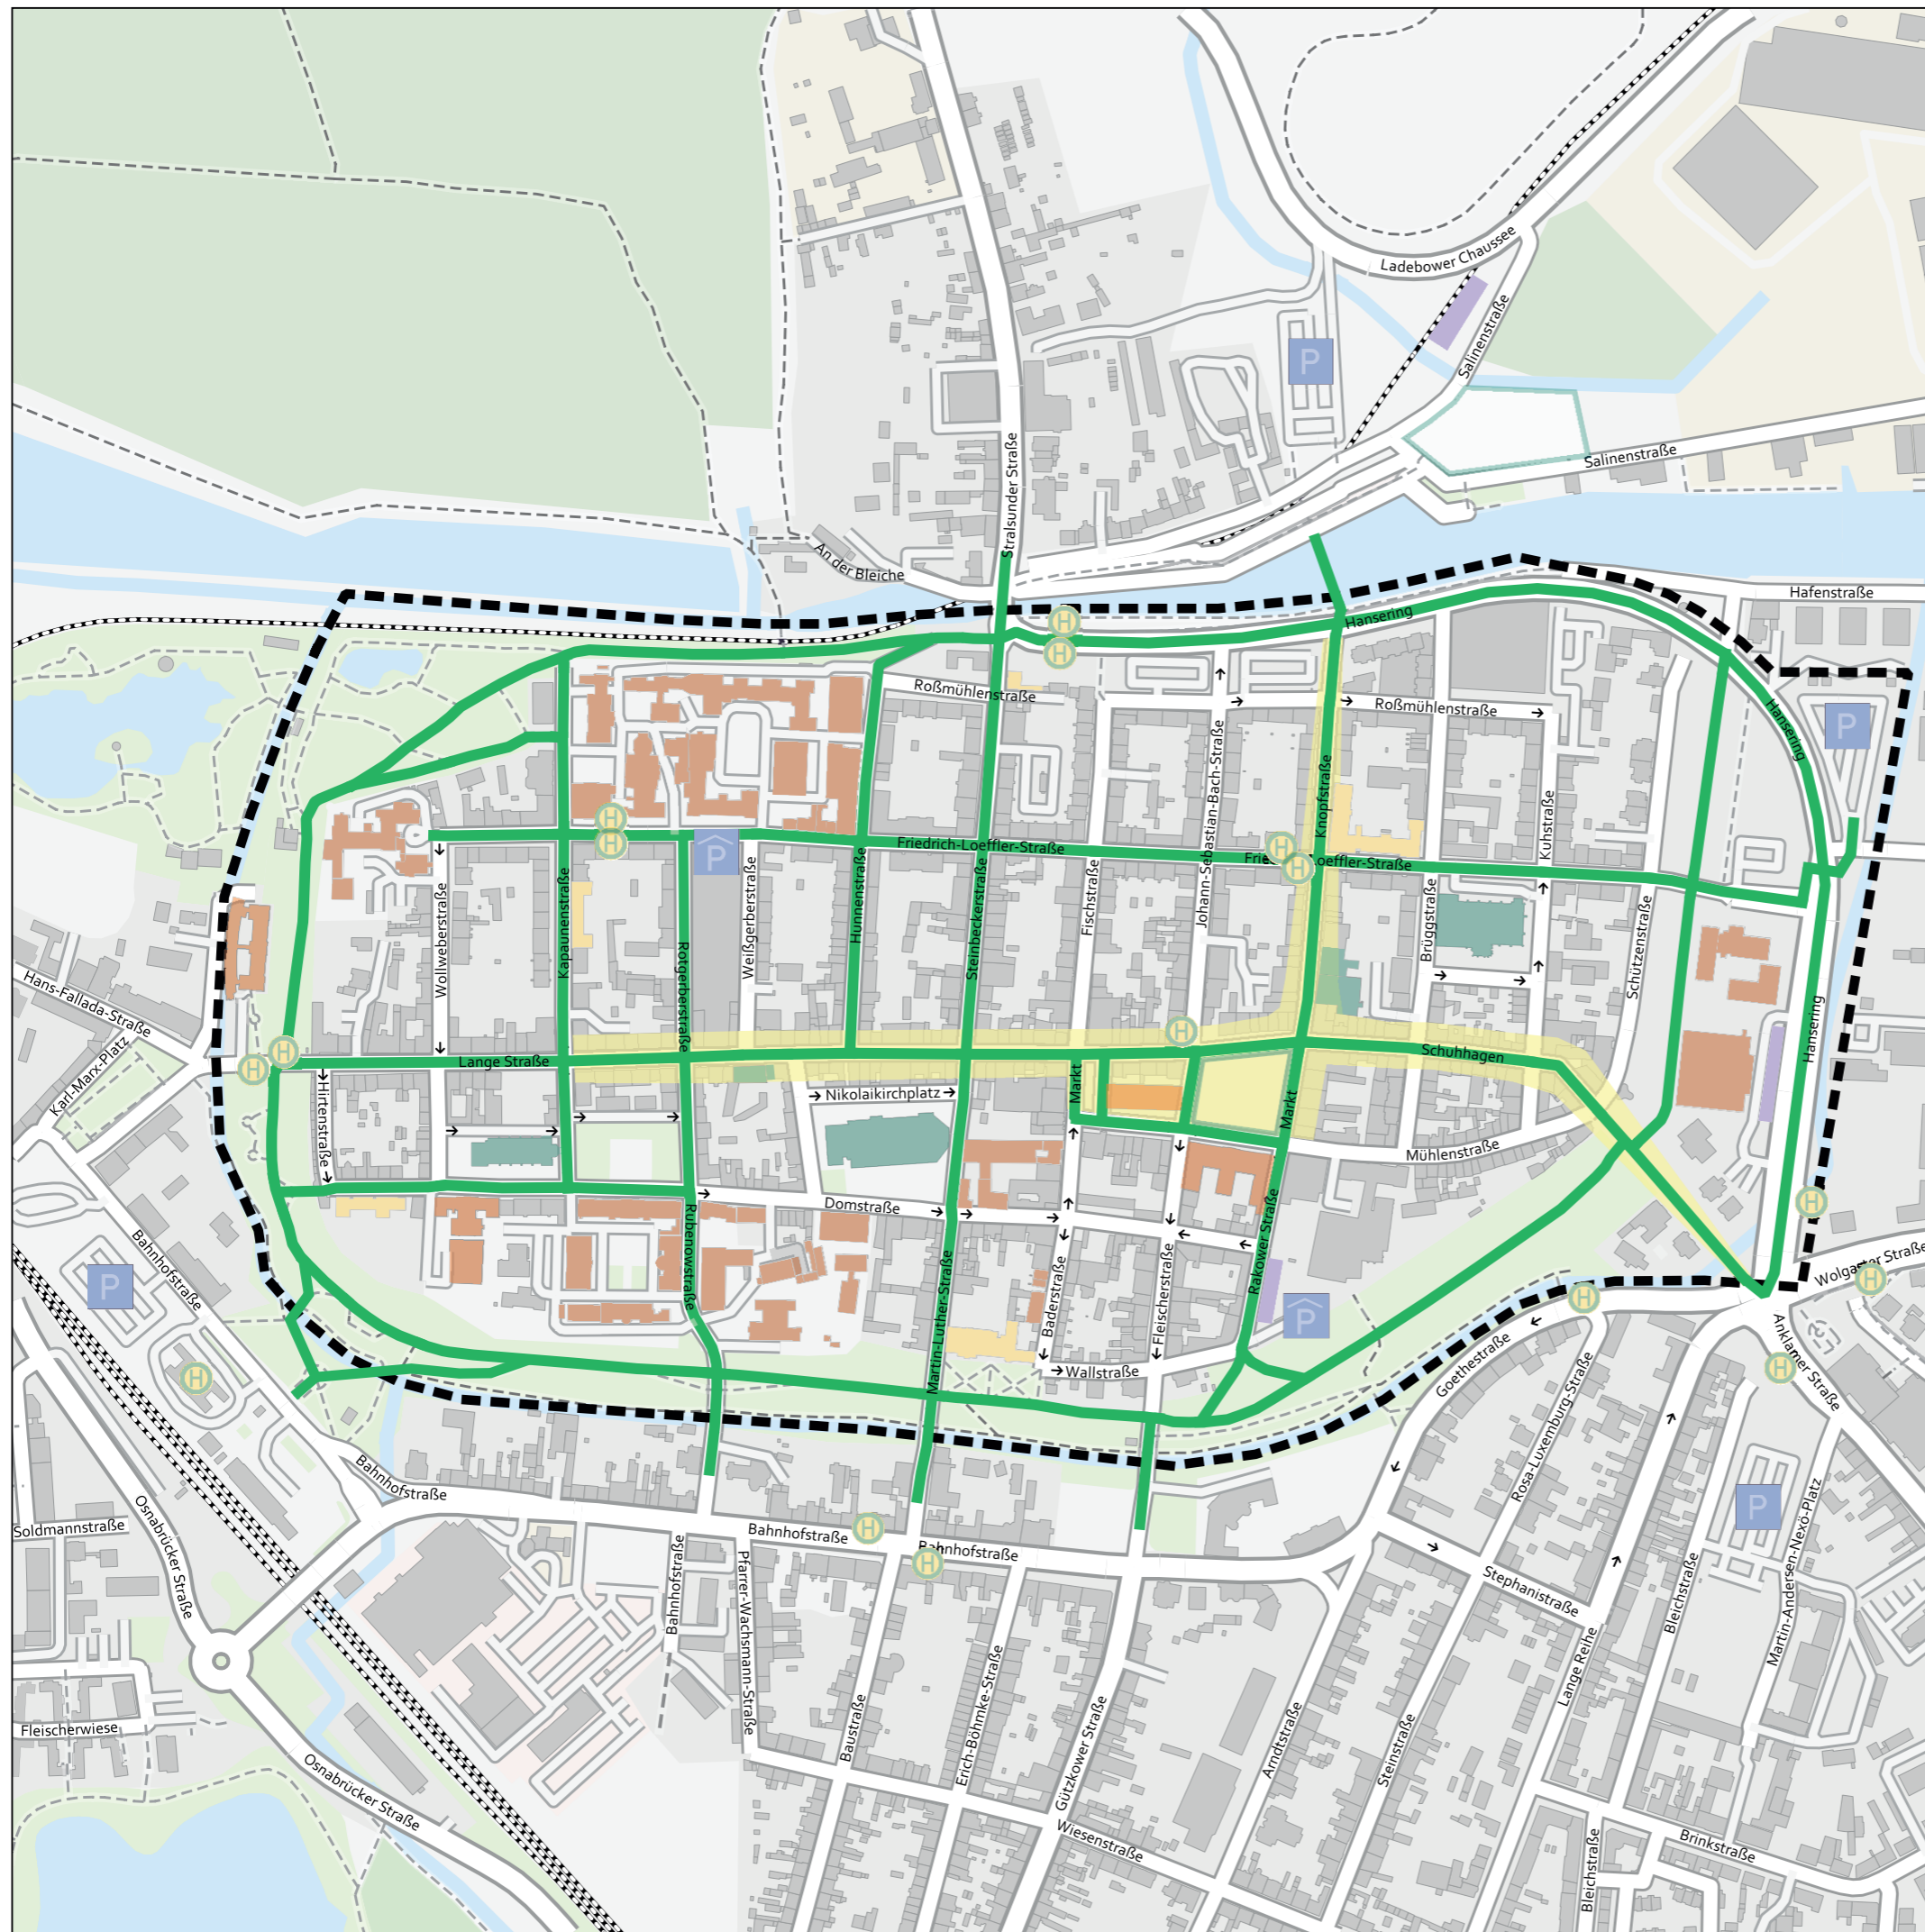 Ladebower Chaussee
Salinenstraße
P
Salinenstraße
Stralsunder Straße
An der Bleiche
Hafenstraße
H
Hansering
H
Roßmühlenstraße
Roßmühlenstraße
Hansering
P
Johann-Sebastian-Bach-Straße
Knopfstraße
Kuhstraße
H
H
P
Friedrich-Loeffler-Straße
H
Loeffler-Straße
H
Wollweberstraße
Kapaunenstraße
Rotgerberstraße
Weißgerberstraße
Hunnenstraße
Steinbeckerstraße
Fischstraße
Brüggstraße
Schützenstraße
Hans-Fallada-Straße
Karl-Marx-Platz
H
H
Lange Straße
H
Schuhhagen
Hansering
Hirtenstraße
Nikolaikirchplatz
Markt
Markt
Mühlenstraße
Domstraße
H
Bahnhofstraße
P
Rubenowstraße
Martin-Luther-Straße
Baderstraße
Fleischerstraße
Rakower Straße
P
H
Wolgaster Straße
H
Wallstraße
H
Goethestraße
Rosa-Luxemburg-Straße
Anklamer Straße
H
Bahnhofstraße
Soldmannstraße
Osnabrücker Straße
Bahnhofstraße
H
Bahnhofstraße
H
P
Bahnhofstraße
Pfarrer-Wachsmann-Straße
Stephanistraße
Bleichstraße
Martin-Andersen-Nexö-Platz
Lange Reihe
Fleischerwiese
Baustraße
Erich-Böhmke-Straße
Gützkower Straße
Arndtstraße
Steinstraße
Osnabrücker Straße
Wiesenstraße
Brinkstraße
Bleichstraße